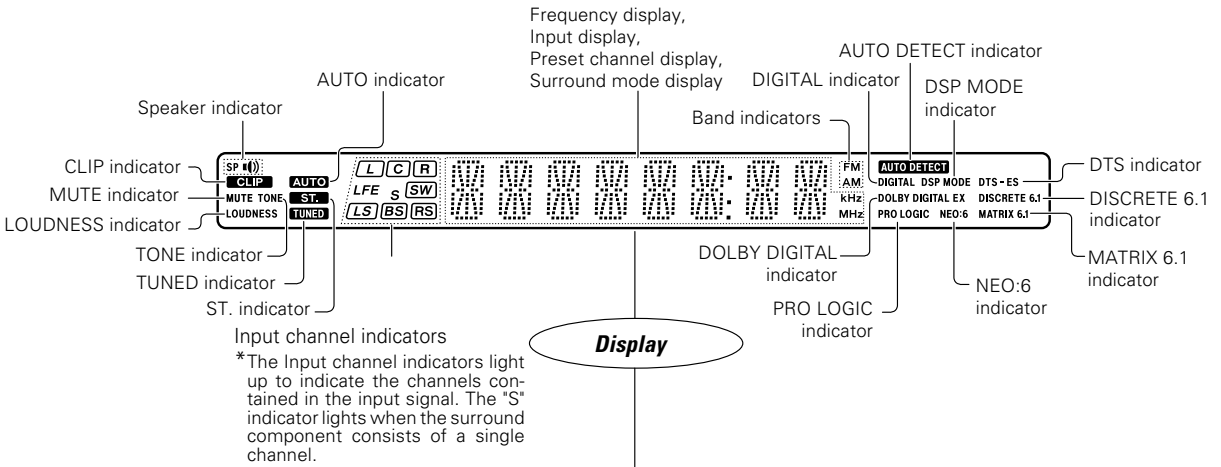 Frequency display,
Input display,
Preset channel display,
Surround mode display
AUTO DETECT indicator
AUTO indicator
DIGITAL indicator
DSP MODE
indicator
Speaker indicator
Band indicators
CLIP indicator
MUTE indicator
LOUDNESS indicator
TONE indicator
TUNED indicator
ST. indicator
SP
CLIP AUTO
MUTE TONE ST.
LOUDNESS TUNED
L C R
LFE S SW
LS BS RS
FM
AM
kHz
MHz
AUTO DETECT
DIGITAL DSP MODE DTS-ES
DOLBY DIGITAL EX DISCRETE 6.1
PRO LOGIC NEO:6 MATRIX 6.1
DTS indicator
DISCRETE 6.1
indicator
MATRIX 6.1
indicator
DOLBY DIGITAL
indicator
PRO LOGIC
indicator
NEO:6
indicator
Input channel indicators
*The Input channel indicators light
up to indicate the channels con-
tained in the input signal. The "S"
indicator lights when the surround
component consists of a single
channel.
Display